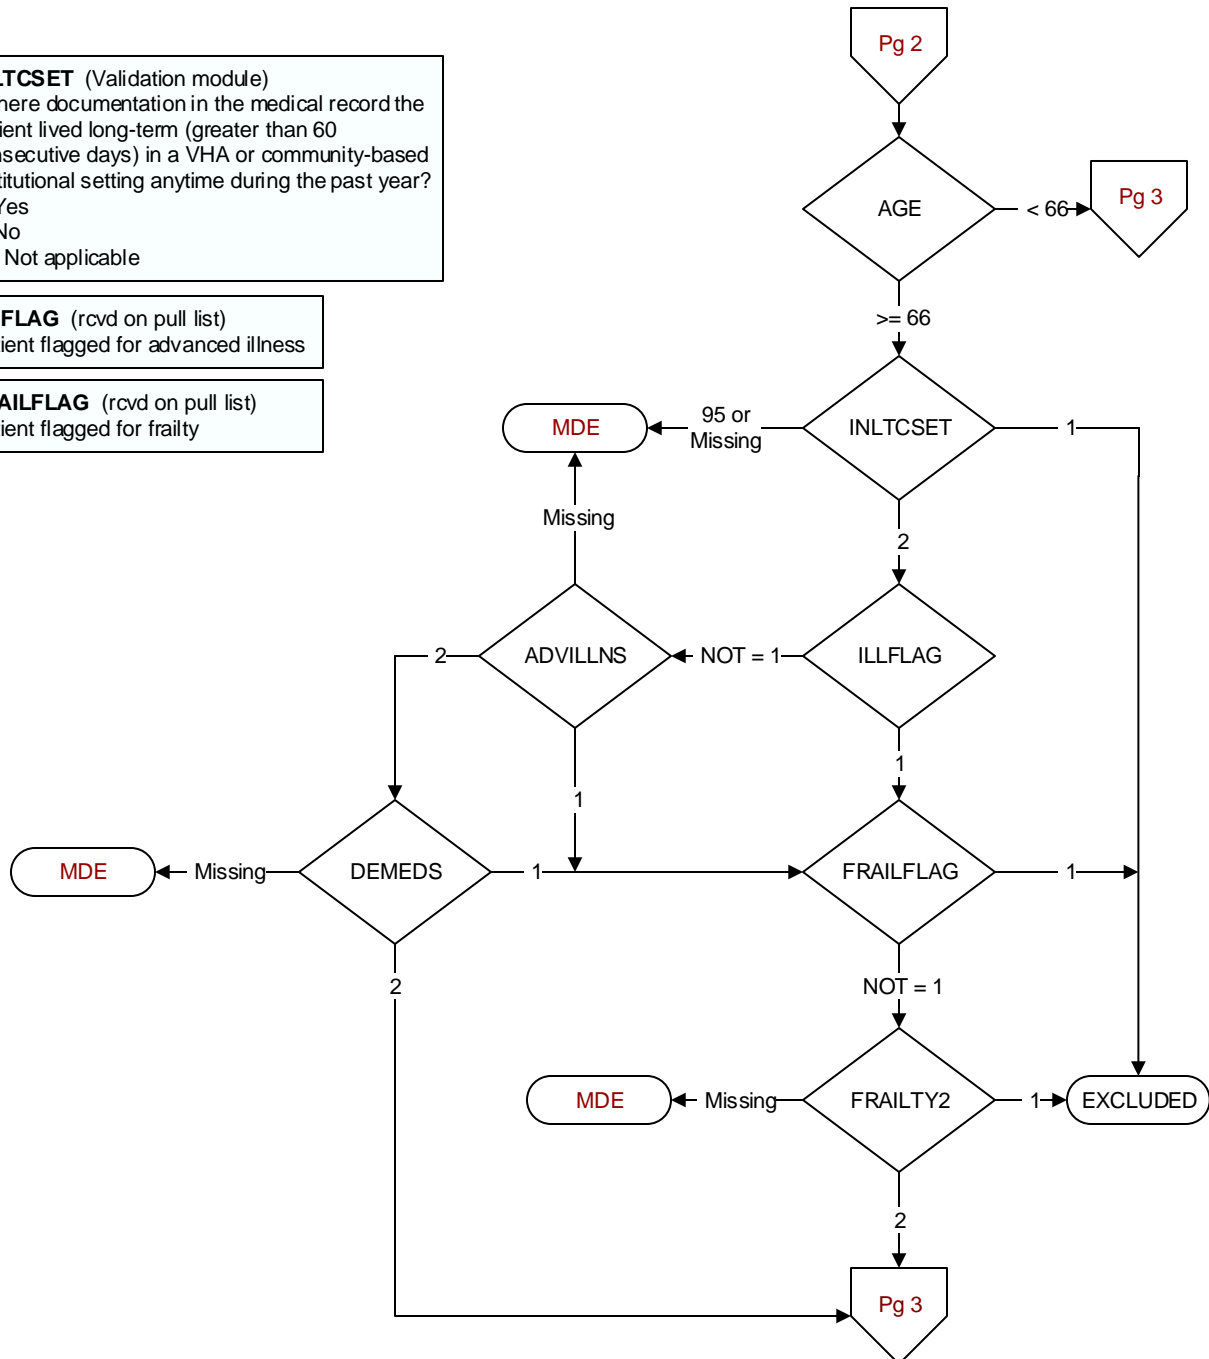 Pg 2
LTCSET (Validation module)
here documentation in the medical record the
ient lived long-term (greater than 60
nsecutive days) in a VHA or community-based
titutional setting anytime during the past year?
Yes
No
Not applicable
AGE
< 66
Pg 3
>= 66
FLAG (rcvd on pull list)
ient flagged for advanced illness
AILFLAG (rcvd on pull list)
ient flagged for frailty
MDE
95 or
Missing
INLTCSET
1
Missing
2
2
ADVILLNS
NOT = 1
ILLFLAG
1
1
MDE
Missing
DEMEDS
1
FRAILFLAG
1
2
NOT = 1
MDE
Missing
FRAILTY2
1
EXCLUDED
2
Pg 3